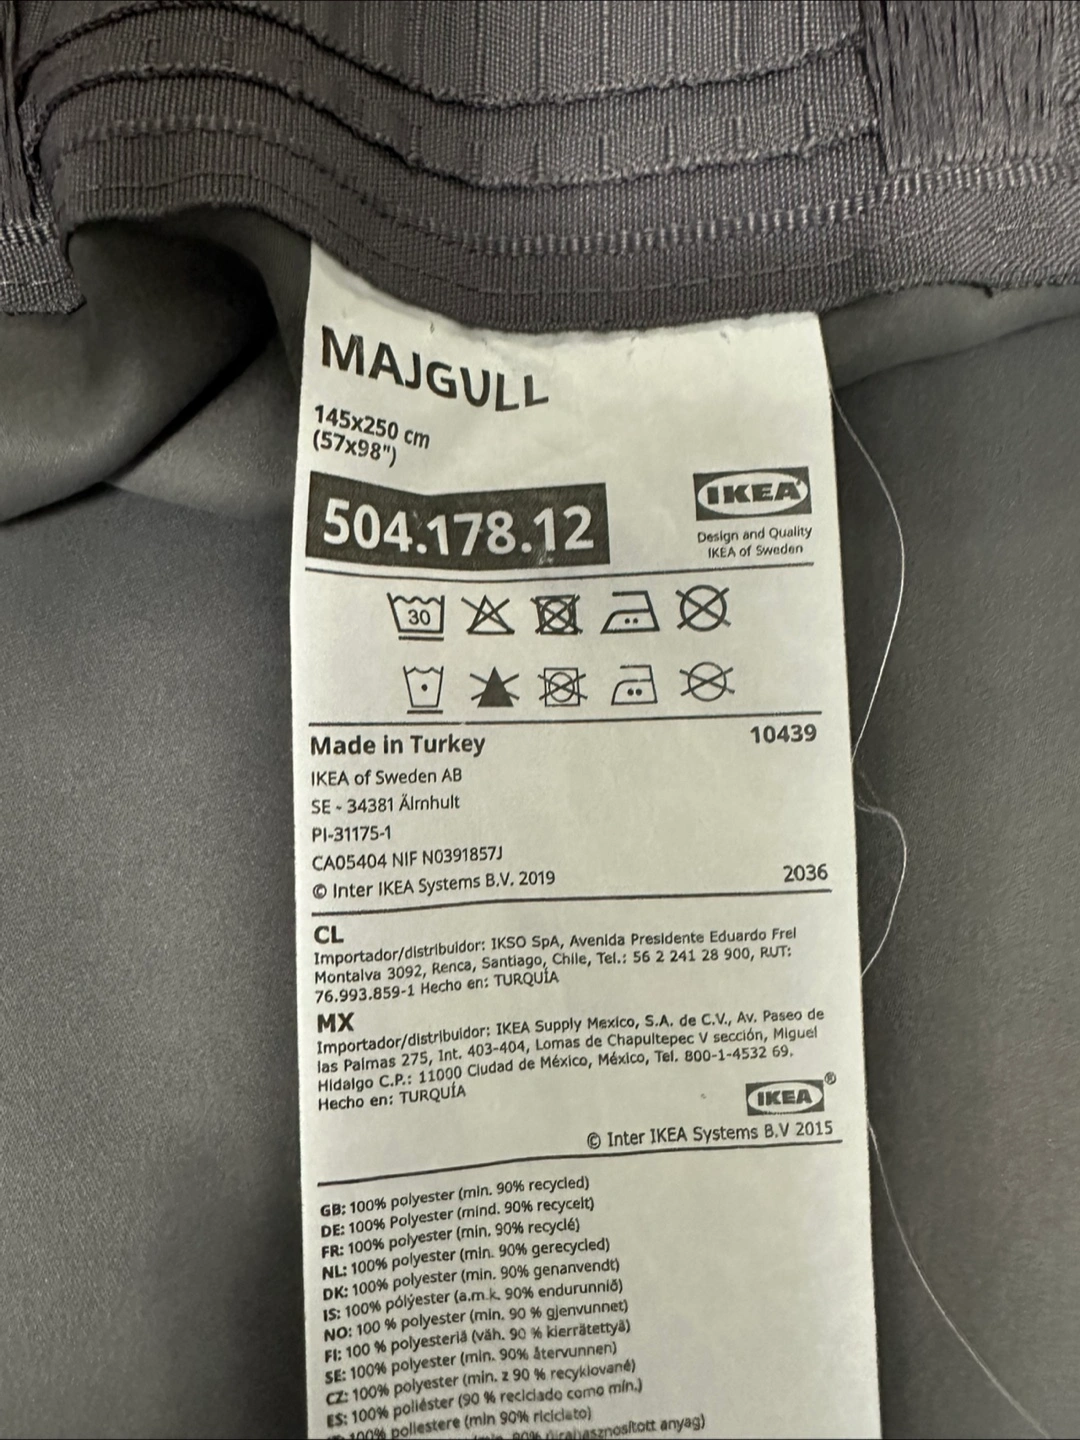 MAJGULL
145x250 cm
(57x98")
504.178.12
IKEA
Design and Quality
IKEA of Sweden
30
Made in Turkey
10439
IKEA of Sweden AB
SE - 34381 Älmhult
PI-31175-1
CA05404 NIF N0391857J
© Inter IKEA Systems B.V. 2019
2036
CL
Importador/distribuidor: IKSO SpA, Avenida Presidente Eduardo Frei
Montalva 3092, Renca, Santiago, Chile, Tel.: 56 2 241 28 900, RUT:
76.993.859-1 Hecho en: TURQUÍA
MX
Importador/distribuidor: IKEA Supply Mexico, S.A. de C.V., Av. Paseo de
las Palmas 275, Int. 403-404, Lomas de Chapultepec V sección, Miguel
Hidalgo C.P.: 11000 Ciudad de México, México, Tel. 800-1-4532 69.
Hecho en: TURQUÍA
IKEA®
© Inter IKEA Systems B.V 2015
GB: 100% polyester (min. 90% recycled)
DE: 100% Polyester (mind. 90% recycelt)
FR: 100% polyester (min. 90% recyclé)
NL: 100% polyester (min. 90% gerecycled)
DK: 100% polyester (min. 90% genanvendt)
IS: 100% pólýester (a.m.k. 90% endurunnið)
NO: 100 % polyester (min. 90 % gjenvunnet)
FI: 100 % polyesteriä (väh. 90 % kierrätettyä)
SE: 100% polyester (min. 90% återvunnen)
CZ: 100% polyester (min. z 90 % recyklované)
ES: 100% poliéster (90 % reciclado como mín.)
100% poliestere (min 90% riciclato)
90% újrahasznosított anyag)